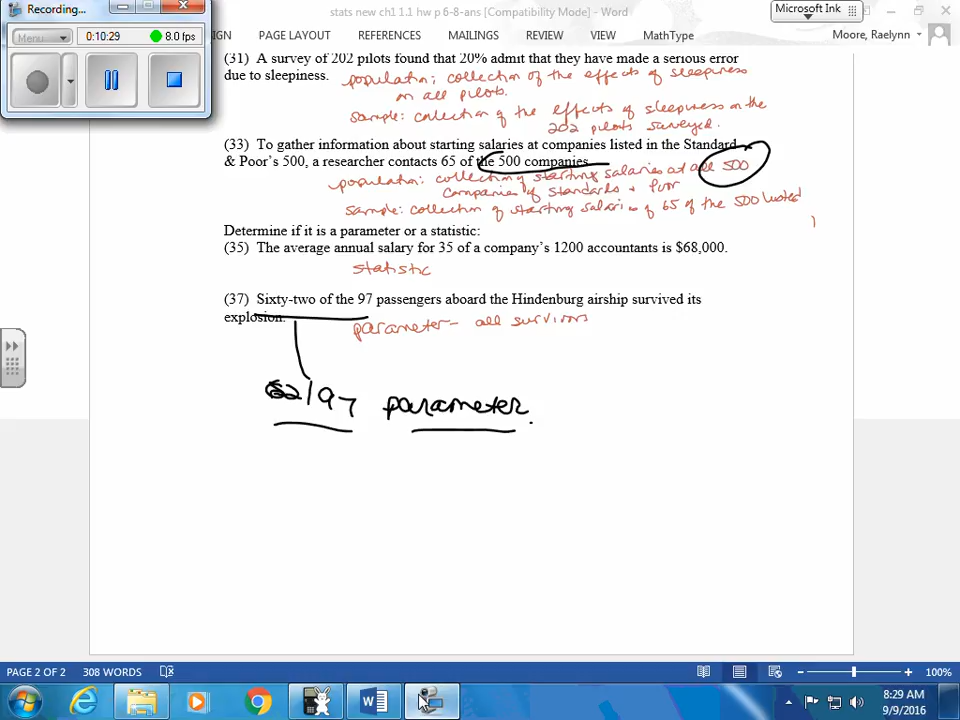 Recording...
Menu
0:10:29
8.0 fps
stats new ch1 1.1 hw p 6-8-ans [Compatibility Mode] - Word
Microsoft Ink
IGN PAGE LAYOUT REFERENCES MAILINGS REVIEW VIEW MathType
Moore, Raelynn
(31) A survey of 202 pilots found that 20% admit that they have made a serious error
due to sleepiness.
population: collection of the effects of sleepiness
on all pilots.
sample: collection of the effects of sleepiness on the
202 pilots surveyed.
(33) To gather information about starting salaries at companies listed in the Standard
& Poor's 500, a researcher contacts 65 of the 500 companies.
population: collection of starting salaries at all 500
companies of standards + Poor
sample: collection of starting salaries of 65 of the 500 listed
Determine if it is a parameter or a statistic:
(35) The average annual salary for 35 of a company's 1200 accountants is $68,000.
statistic
(37) Sixty-two of the 97 passengers aboard the Hindenburg airship survived its
explosion.
parameter- all survivors
62/97 parameter.
PAGE 2 OF 2 308 WORDS
100%
8:29 AM
9/9/2016